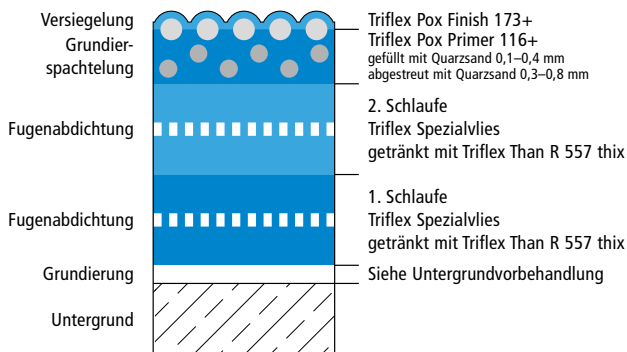 Versiegelung
Grundier-
spachtelung
Fugenabdichtung
Fugenabdichtung
Grundierung
Untergrund
Triflex Pox Finish 173+
Triflex Pox Primer 116+
gefüllt mit Quarzsand 0,1–0,4 mm
abgestreut mit Quarzsand 0,3–0,8 mm
2. Schlaufe
Triflex Spezialvlies
getränkt mit Triflex Than R 557 thix
1. Schlaufe
Triflex Spezialvlies
getränkt mit Triflex Than R 557 thix
Siehe Untergrundvorbehandlung